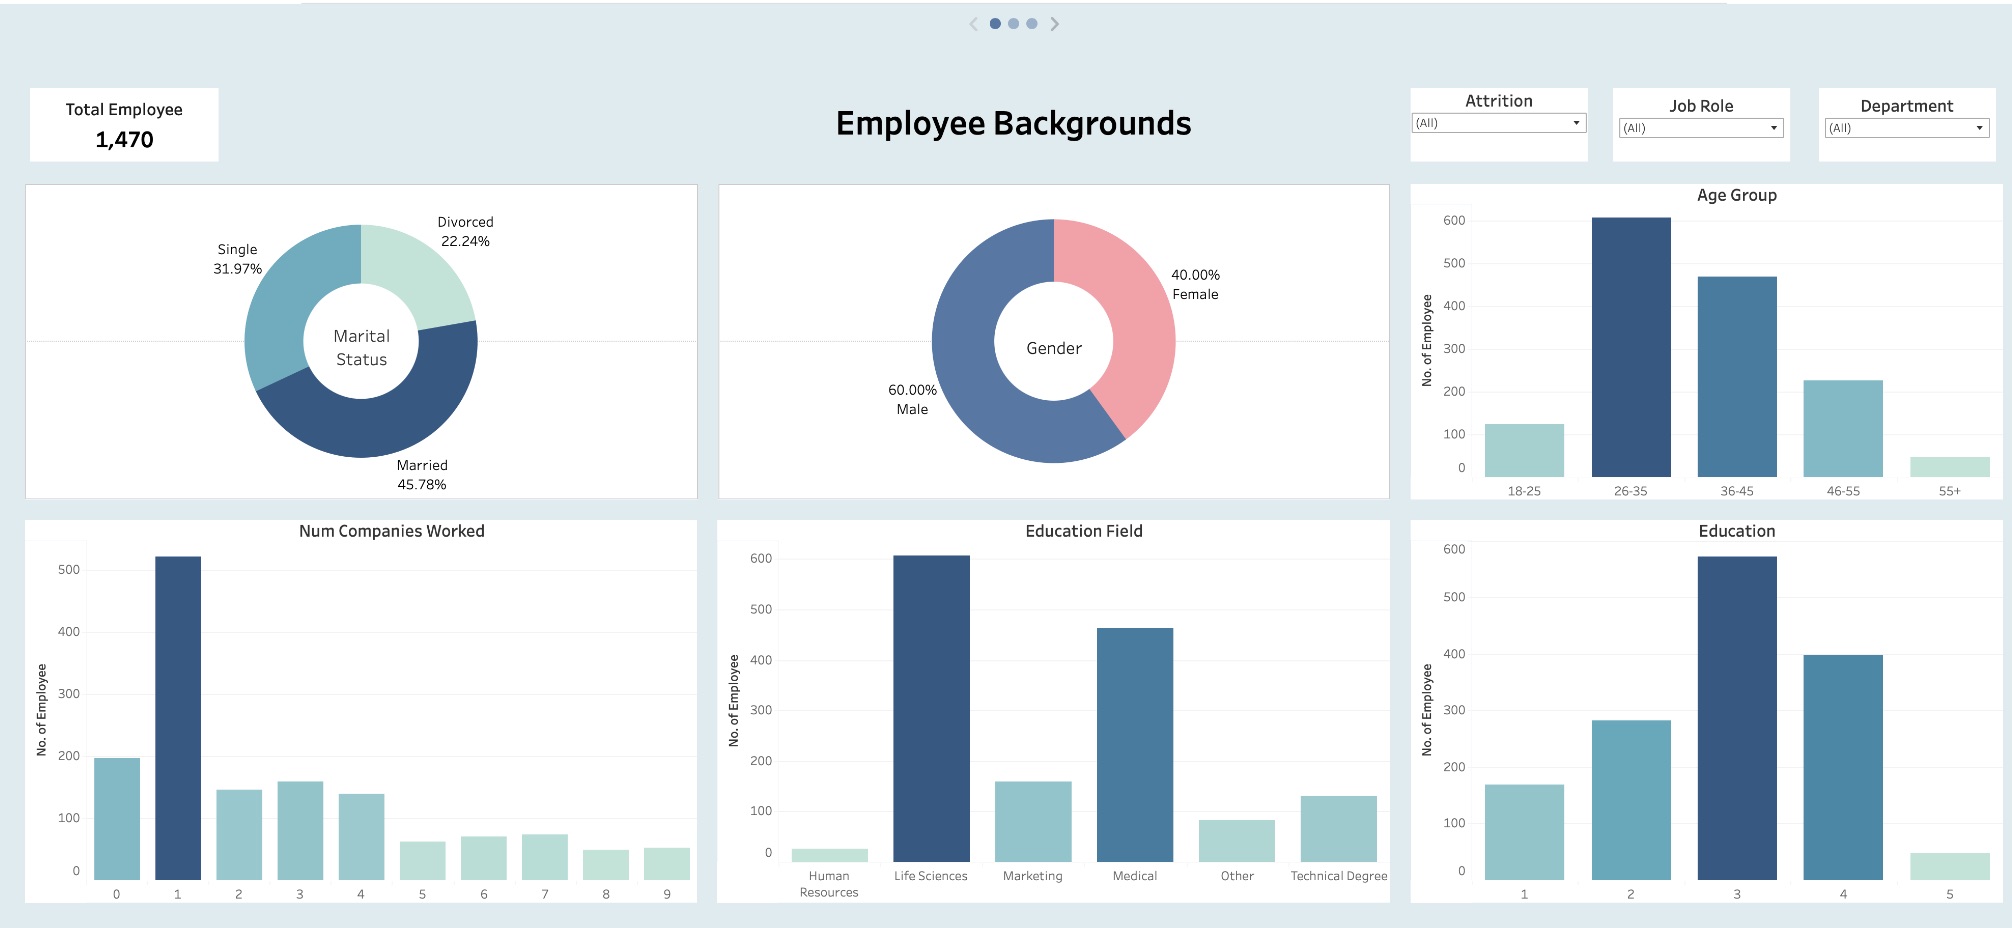 Total Employee
1,470
Employee Backgrounds
Attrition
(All)
Job Role
(All)
Department
(All)
Divorced
22.24%
Single
31.97%
Marital
Status
Married
45.78%
40.00%
Female
Gender
60.00%
Male
Age Group
No. of Employee
600
500
400
300
200
100
0
18-25
26-35
36-45
46-55
55+
Num Companies Worked
No. of Employee
500
400
300
200
100
0
0
1
2
3
4
5
6
7
8
9
Education Field
No. of Employee
600
500
400
300
200
100
0
Human
Resources
Life Sciences
Marketing
Medical
Other
Technical Degree
Education
No. of Employee
600
500
400
300
200
100
0
1
2
3
4
5